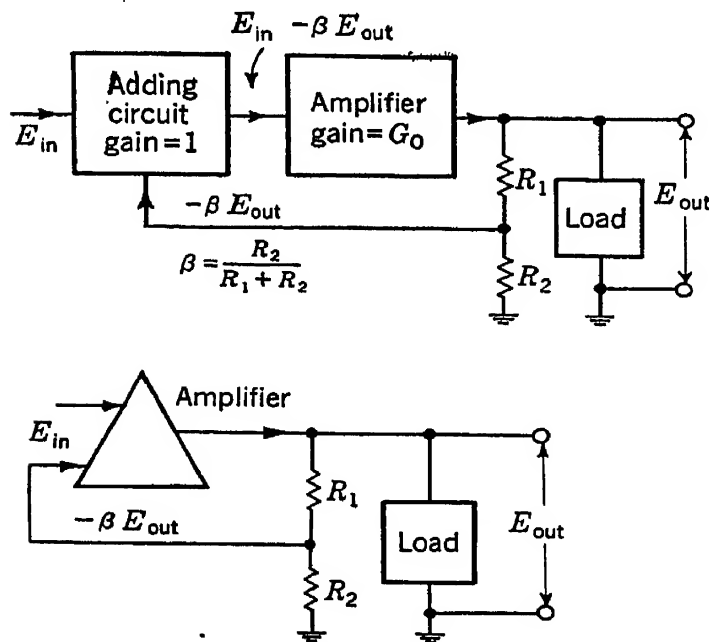 E_in -β E_out
Adding circuit gain=1
Amplifier gain=G_0
E_in
R_1
Load
E_out
-β E_out
β = R_2 / (R_1 + R_2)
R_2
Amplifier
E_in
R_1
Load
E_out
-β E_out
R_2